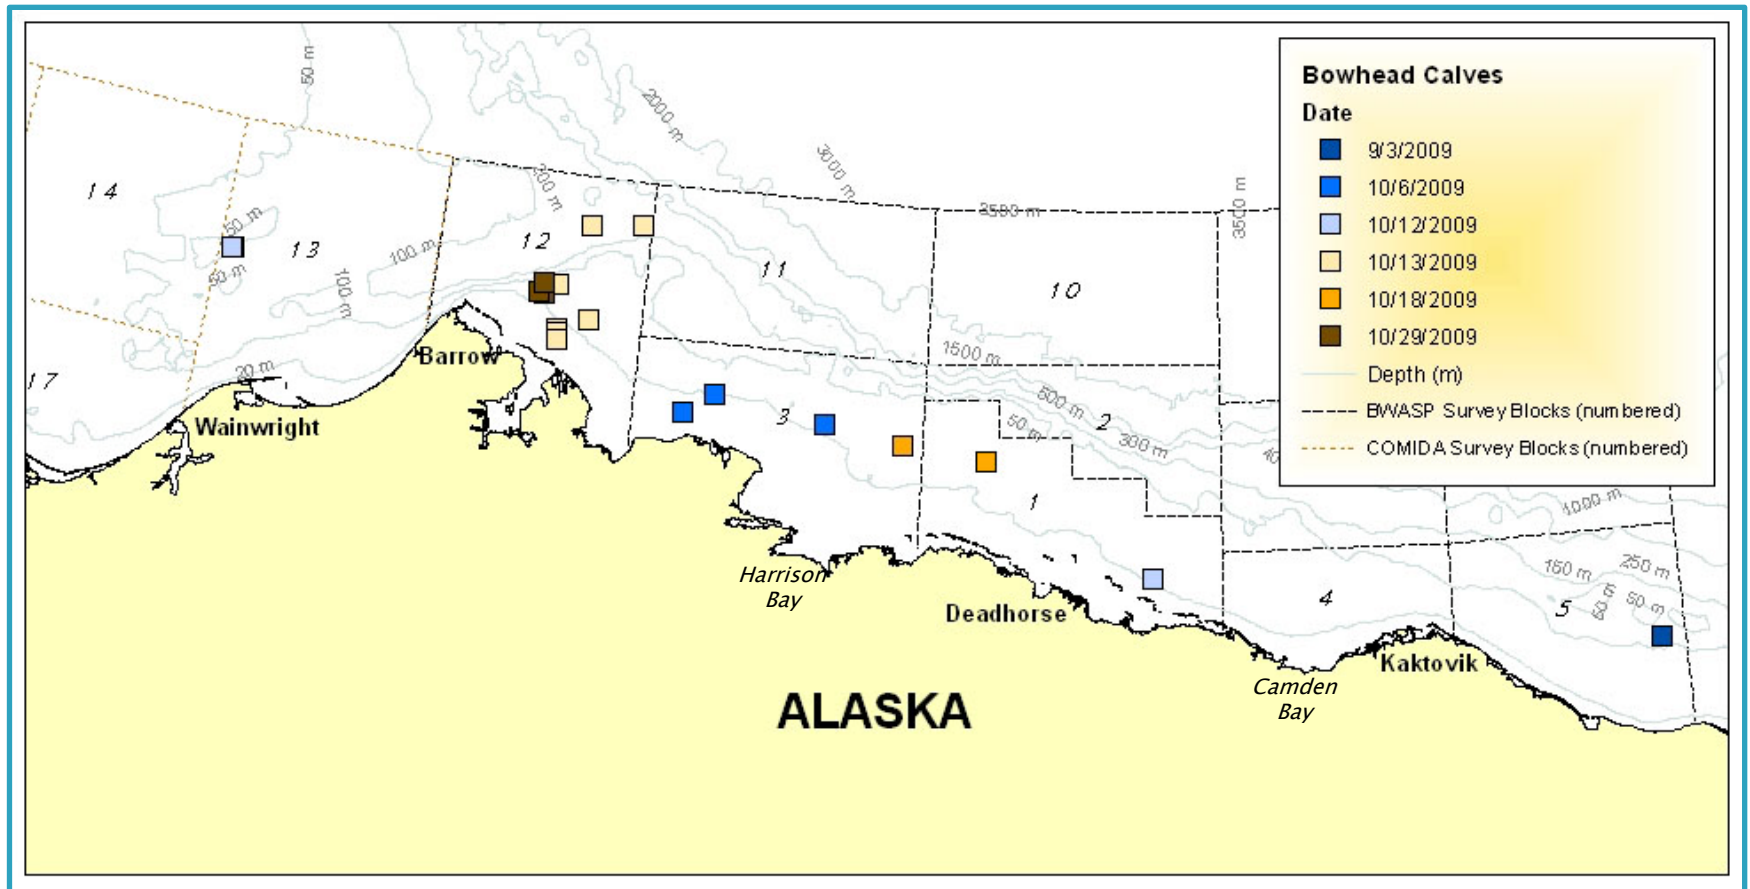 50 m
2000 m
3000 m
Bowhead Calves
Date
9/3/2009
10/6/2009
10/12/2009
10/13/2009
10/18/2009
10/29/2009
Depth (m)
BWASP Survey Blocks (numbered)
COMIDA Survey Blocks (numbered)
14
200 m
3500 m
3500 m
50 m
13
12
100 m
11
50 m
100 m
10
1500 m
Barrow
20 m
17
500 m
3
2
Wainwright
50 m
300 m
1
1000 m
Harrison
Bay
150 m
250 m
Deadhorse
4
5
50 m
50 m
Kaktovik
Camden
Bay
ALASKA